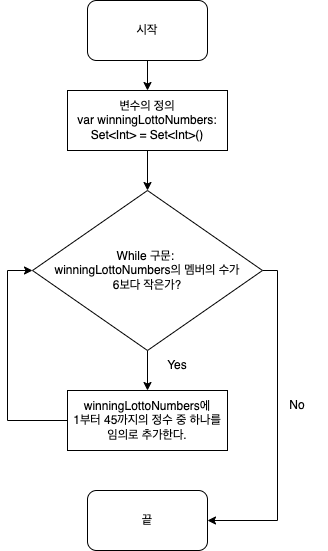 시작
변수의 정의
var winningLottoNumbers:
Set<Int> = Set<Int>()
While 구문:
winningLottoNumbers의 멤버의 수가
6보다 작은가?
Yes
winningLottoNumbers에
1부터 45까지의 정수 중 하나를
임의로 추가한다.
No
끝